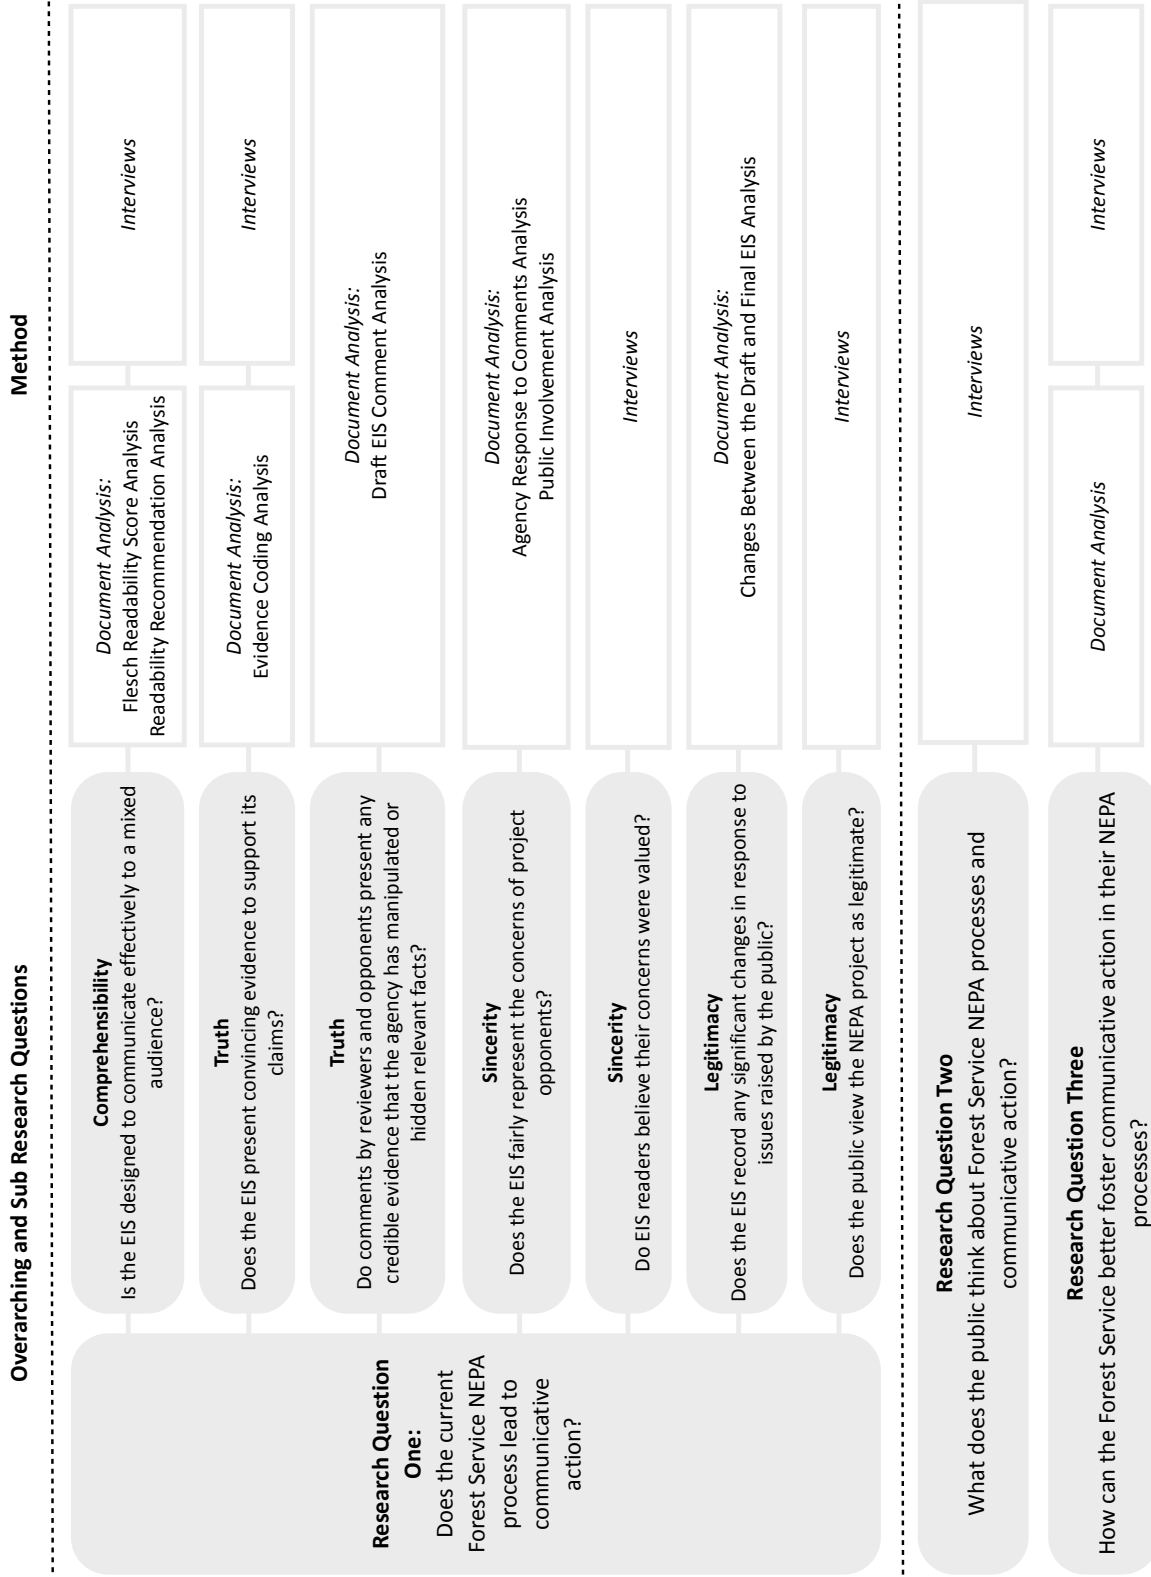 Overarching and Sub Research Questions
Method
Research Question
One:
Does the current
Forest Service NEPA
process lead to
communicative
action?
Comprehensibility
Is the EIS designed to communicate effectively to a mixed
audience?
Document Analysis:
Flesch Readability Score Analysis
Readability Recommendation Analysis
Interviews
Truth
Does the EIS present convincing evidence to support its
claims?
Document Analysis:
Evidence Coding Analysis
Interviews
Truth
Do comments by reviewers and opponents present any
credible evidence that the agency has manipulated or
hidden relevant facts?
Document Analysis:
Draft EIS Comment Analysis
Sincerity
Does the EIS fairly represent the concerns of project
opponents?
Document Analysis:
Agency Response to Comments Analysis
Public Involvement Analysis
Sincerity
Do EIS readers believe their concerns were valued?
Interviews
Legitimacy
Does the EIS record any significant changes in response to
issues raised by the public?
Document Analysis:
Changes Between the Draft and Final EIS Analysis
Legitimacy
Does the public view the NEPA project as legitimate?
Interviews
Research Question Two
What does the public think about Forest Service NEPA processes and
communicative action?
Interviews
Research Question Three
How can the Forest Service better foster communicative action in their NEPA
processes?
Document Analysis
Interviews